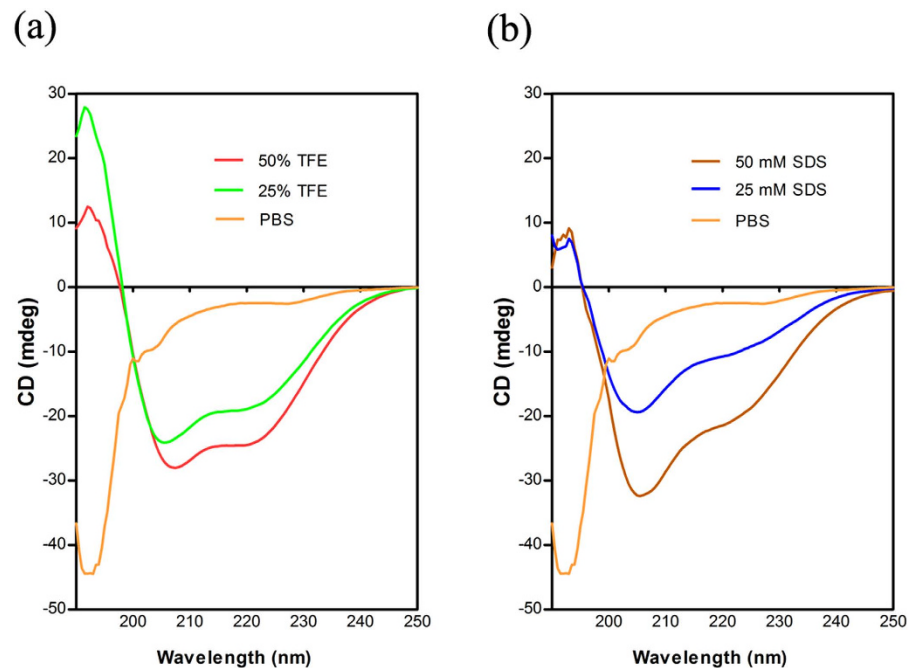 (a)
30
20
10
0
-10
-20
-30
-40
-50
CD (mdeg)
50% TFE
25% TFE
PBS
200 210 220 230 240 250
Wavelength (nm)
(b)
30
20
10
0
-10
-20
-30
-40
-50
CD (mdeg)
50 mM SDS
25 mM SDS
PBS
200 210 220 230 240 250
Wavelength (nm)